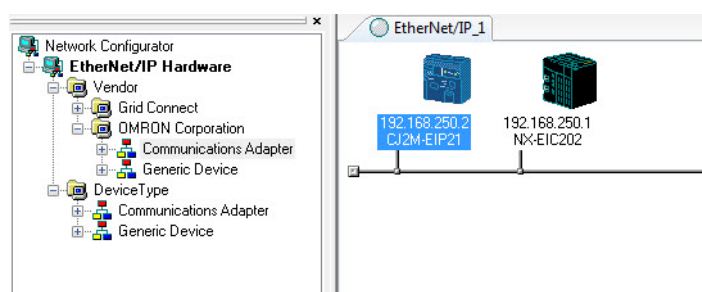 Network Configurator
EtherNet/IP Hardware
Vendor
Grid Connect
OMRON Corporation
Communications Adapter
Generic Device
DeviceType
Communications Adapter
Generic Device
EtherNet/IP_1
192.168.250.2
CJ2M-EIP21
192.168.250.1
NX-EIC202